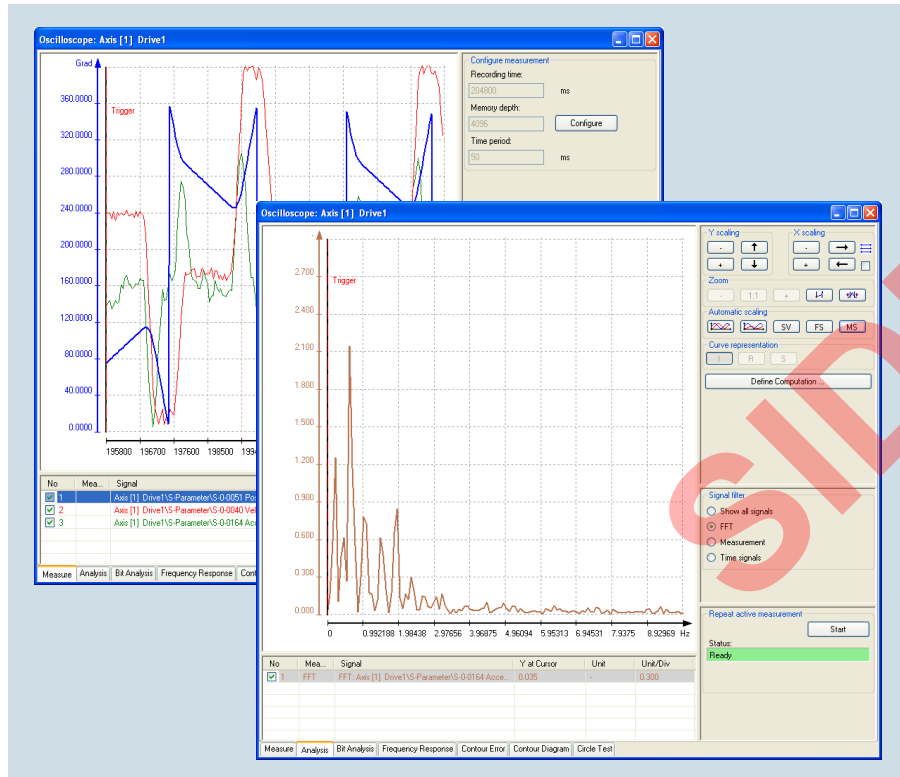 Oscilloscope: Axis [1] Drive1
Grad
360.0000
320.0000
280.0000
240.0000
200.0000
160.0000
120.0000
80.0000
40.0000
0.0000
Trigger
195800 196700 197600 198500
Configure measurement
Recording time:
204800 ms
Memory depth:
4096 Configure
Time period:
50 ms
No Mea... Signal
1 Axis [1] Drive1\S-Parameter\S-0-0051
2 Axis [1] Drive1\S-Parameter\S-0-0040
3 Axis [1] Drive1\S-Parameter\S-0-0164
Measure Analysis Bit Analysis Frequency Response
Oscilloscope: Axis [1] Drive1
-
2.700
2.400
2.100
1.800
1.500
1.200
0.900
0.600
0.300
0.000
Trigger
0 0.992188 1.98438 2.97656 3.96875 4.96094 5.95313 6.94531 7.9375 8.92969 Hz
Y scaling X scaling
- -
+ +
Zoom
- 1:1 +
Automatic scaling
SV FS MS
Curve representation
I R S
Define Computation ...
Signal filter
Show all signals
FFT
Measurement
Time signals
Repeat active measurement
Start
Status:
Ready
No Mea... Signal Y at Cursor Unit Unit/Div
1 FFT FFT: Axis [1] Drive1\S-Parameter\S-0-0164 Acce... 0.035 - 0.300
Measure Analysis Bit Analysis Frequency Response Contour Error Contour Diagram Circle Test